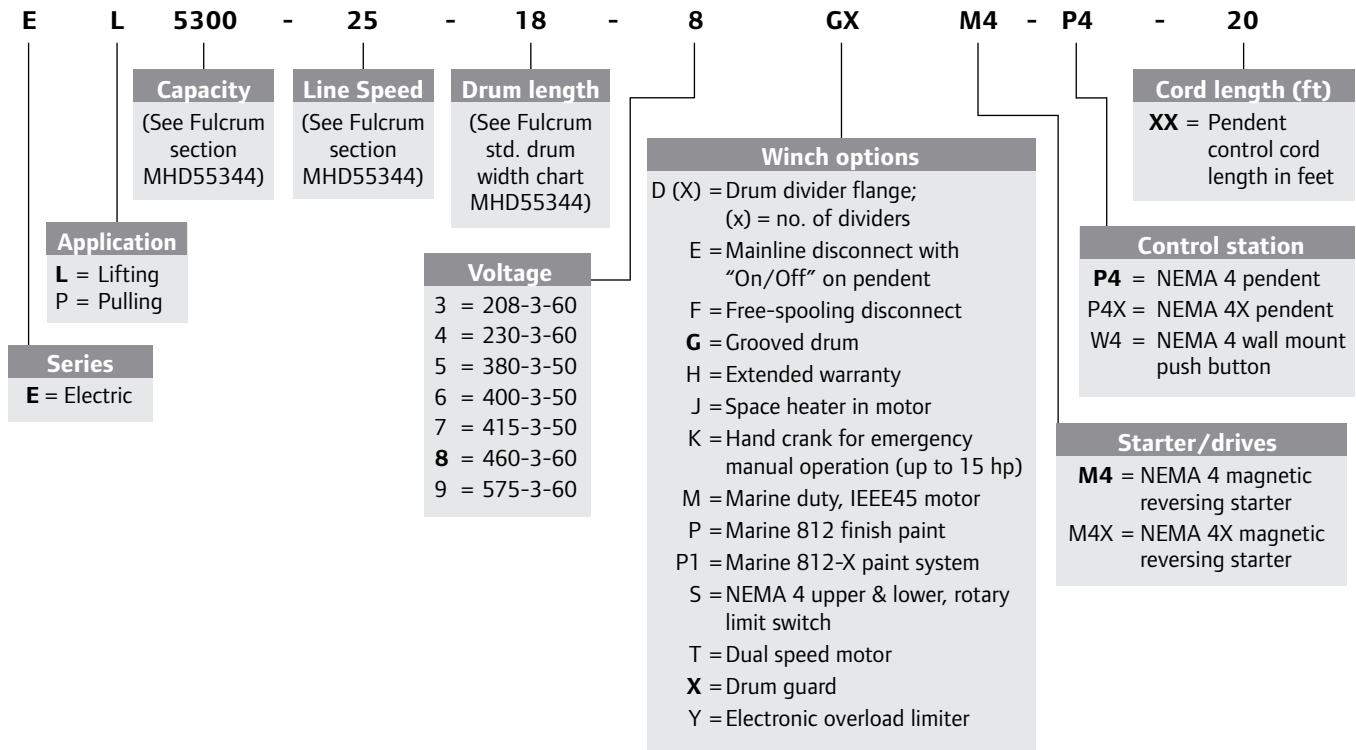 E L 5300 - 25 - 18 - 8 GX M4 - P4 - 20
Capacity
(See Fulcrum
section
MHD55344)
Line Speed
(See Fulcrum
section
MHD55344)
Drum length
(See Fulcrum
std. drum
width chart
MHD55344)
Cord length (ft)
XX = Pendent
control cord
length in feet
Application
L = Lifting
P = Pulling
Series
E = Electric
Voltage
3 = 208-3-60
4 = 230-3-60
5 = 380-3-50
6 = 400-3-50
7 = 415-3-50
8 = 460-3-60
9 = 575-3-60
Winch options
D (X) = Drum divider flange;
(x) = no. of dividers
E = Mainline disconnect with
“On/Off” on pendent
F = Free-spooling disconnect
G = Grooved drum
H = Extended warranty
J = Space heater in motor
K = Hand crank for emergency
manual operation (up to 15 hp)
M = Marine duty, IEEE45 motor
P = Marine 812 finish paint
P1 = Marine 812-X paint system
S = NEMA 4 upper & lower, rotary
limit switch
T = Dual speed motor
X = Drum guard
Y = Electronic overload limiter
Control station
P4 = NEMA 4 pendent
P4X = NEMA 4X pendent
W4 = NEMA 4 wall mount
push button
Starter/drives
M4 = NEMA 4 magnetic
reversing starter
M4X = NEMA 4X magnetic
reversing starter